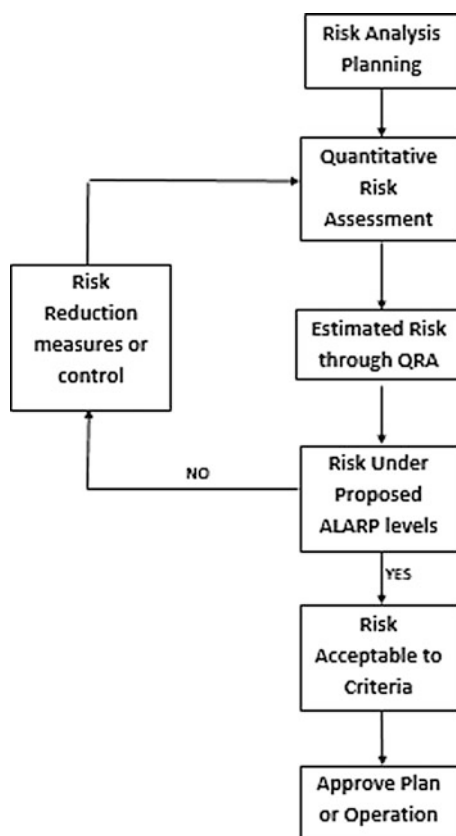 Risk Analysis
Planning
Quantitative
Risk
Assessment
Risk
Reduction
measures or
control
Estimated Risk
through QRA
NO
Risk Under
Proposed
ALARP levels
YES
Risk
Acceptable to
Criteria
Approve Plan
or Operation